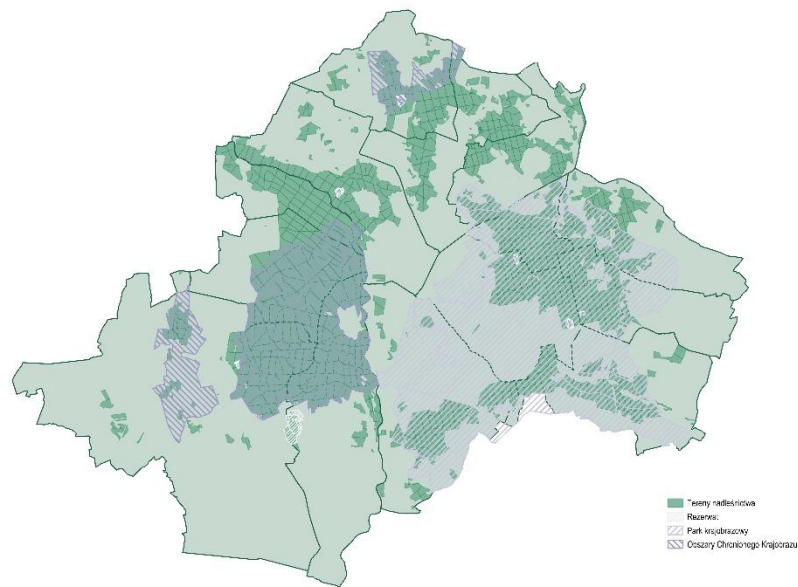 Tereny nadleśnictwa
Rezerwat
Park krajobrazowy
Obszary Chronionego Krajobrazu